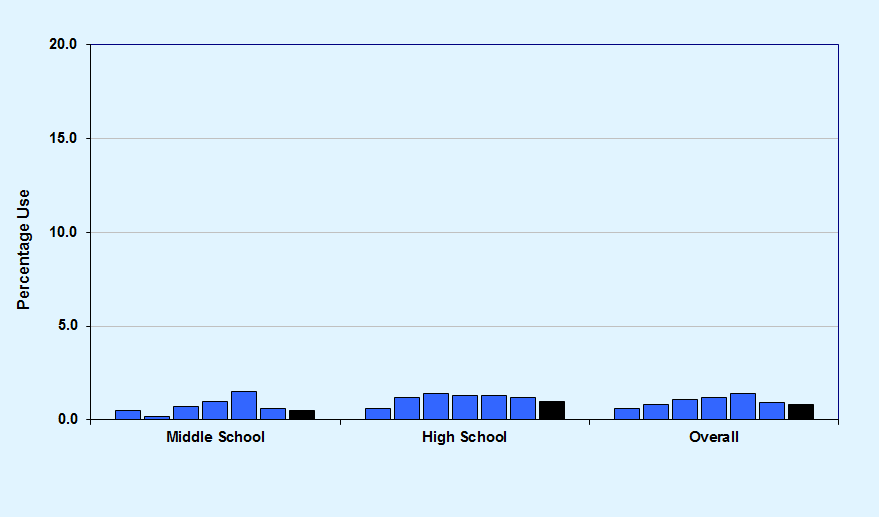 20.0
15.0
10.0
5.0
0.0
Percentage Use
Middle School
High School
Overall